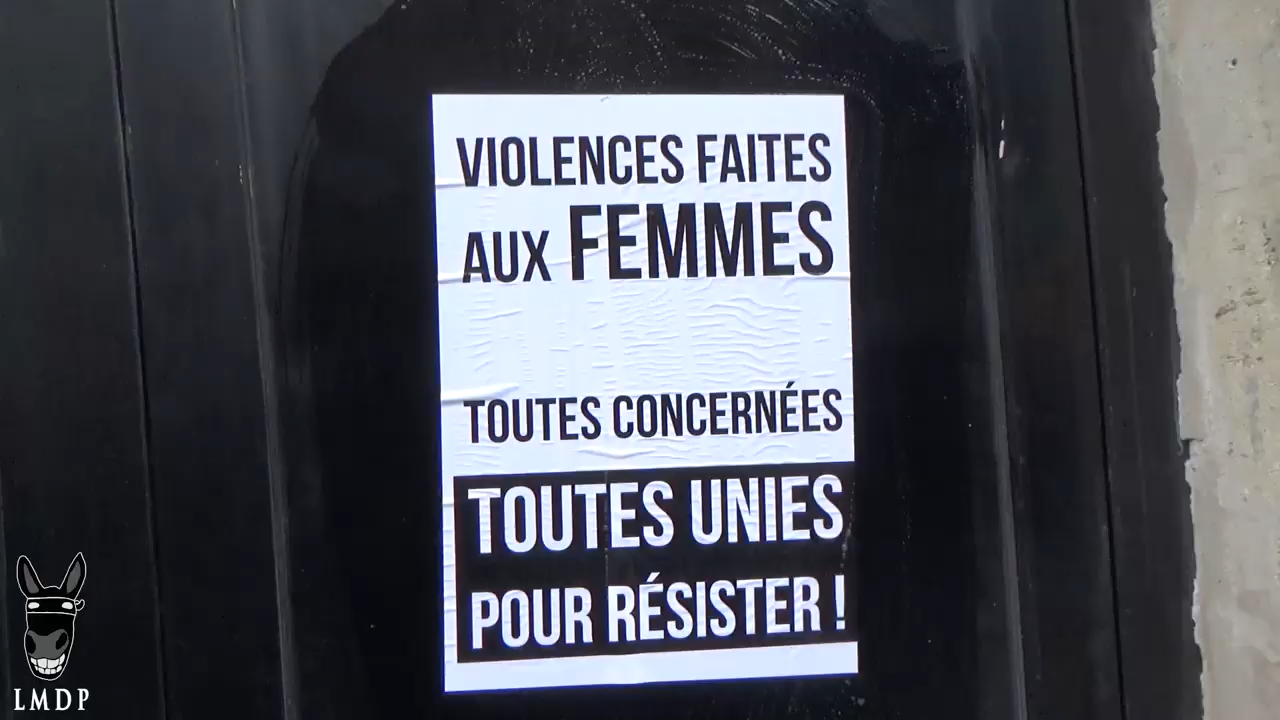 VIOLENCES FAITES
AUX FEMMES
TOUTES CONCERNÉES
TOUTES UNIES
POUR RÉSISTER !
LMDP